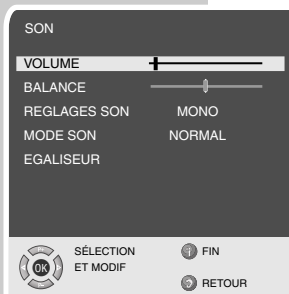 SON
VOLUME
BALANCE
REGLAGES SON MONO
MODE SON NORMAL
EGALISEUR
OK
SÉLECTION
ET MODIF
FIN
RETOUR